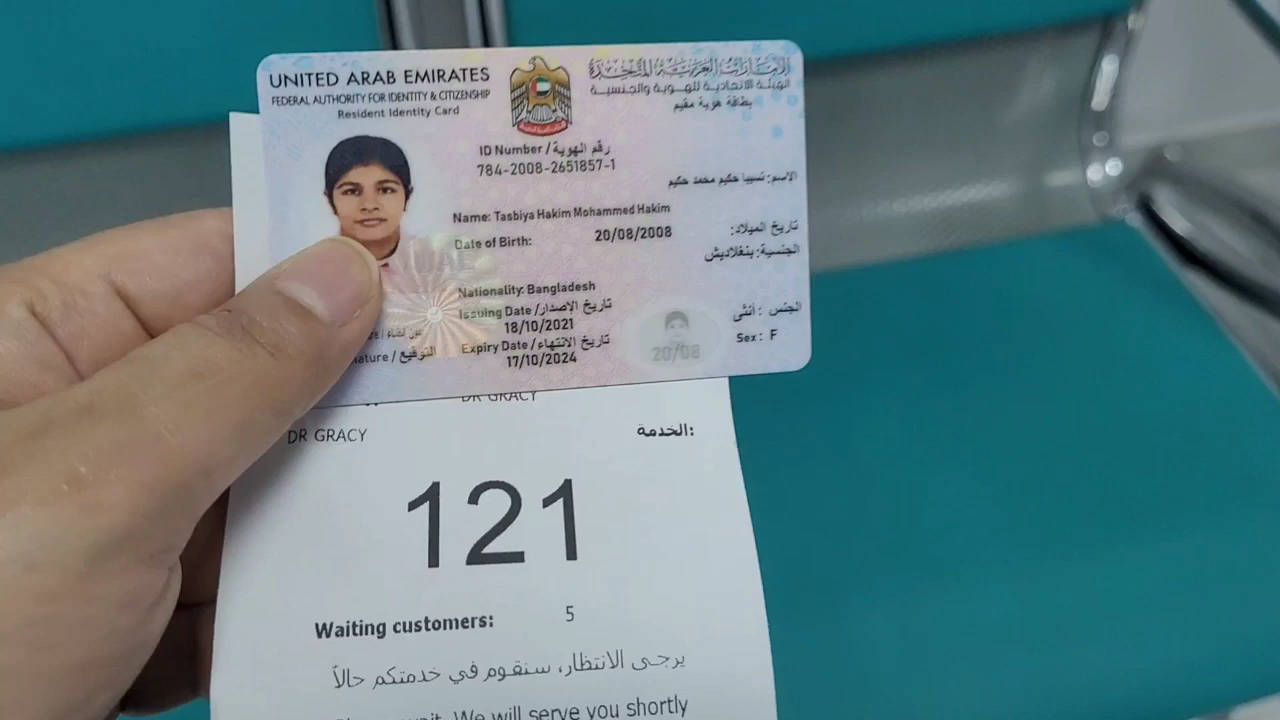 UNITED ARAB EMIRATES
FEDERAL AUTHORITY FOR IDENTITY & CITIZENSHIP
Resident Identity Card
الإمارات العربية المتحدة
الهيئة الاتحادية للهوية والجنسية
بطاقة هوية مقيم
ID Number / رقم الهوية
784-2008-2651857-1
الاسم: تسبيا حكيم محمد حكيم
Name: Tasbiya Hakim Mohammed Hakim
Date of Birth: 20/08/2008 تاريخ الميلاد:
الجنسية: بنغلاديش
Nationality: Bangladesh
Issuing Date / تاريخ الإصدار
18/10/2021
Expiry Date / تاريخ الانتهاء
17/10/2024
الجنس : أنثى
Sex: F
20/08
التوقيع /
DR GRACY
DR GRACY الخدمة:
121
Waiting customers: 5
يرجى الانتظار، سنقوم في خدمتكم حالاً
We will serve you shortly